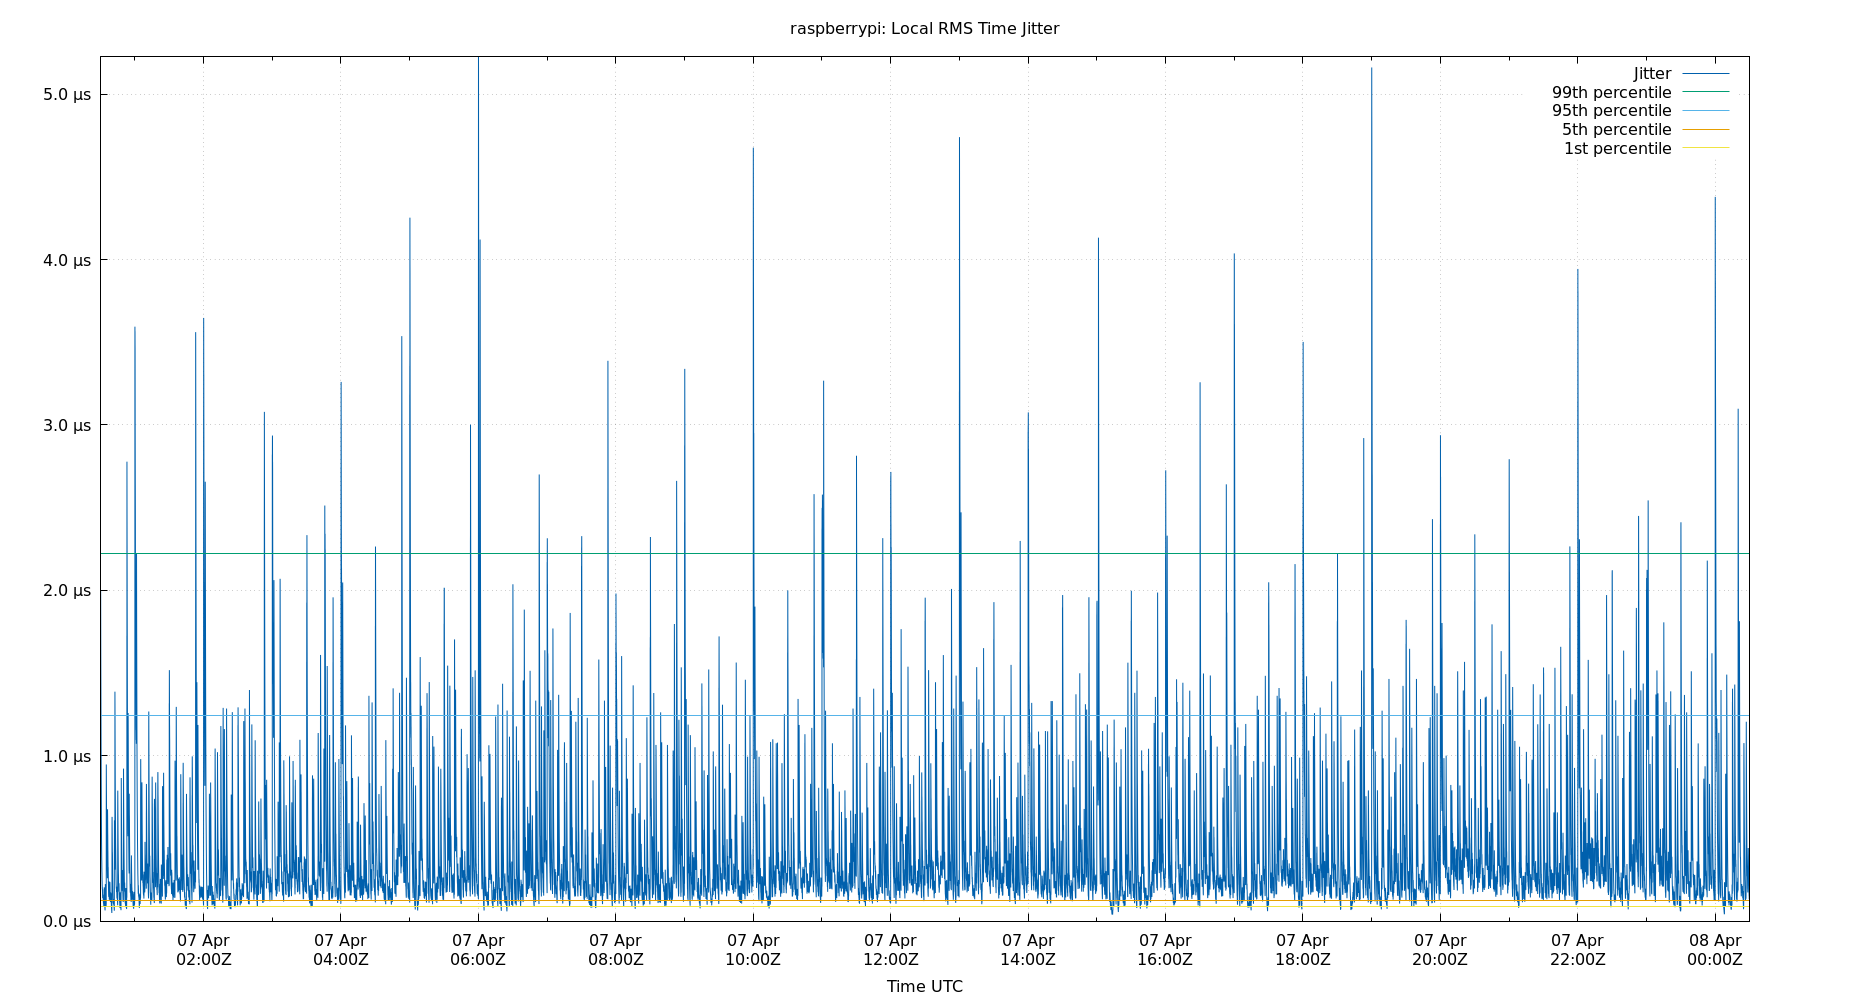 raspberrypi: Local RMS Time Jitter
Jitter
99th percentile
95th percentile
5th percentile
1st percentile
5.0 µs
4.0 µs
3.0 µs
2.0 µs
1.0 µs
0.0 µs
07 Apr 07 Apr 07 Apr 07 Apr 07 Apr 07 Apr 07 Apr 07 Apr 07 Apr 07 Apr 07 Apr 08 Apr
02:00Z 04:00Z 06:00Z 08:00Z 10:00Z 12:00Z 14:00Z 16:00Z 18:00Z 20:00Z 22:00Z 00:00Z
Time UTC